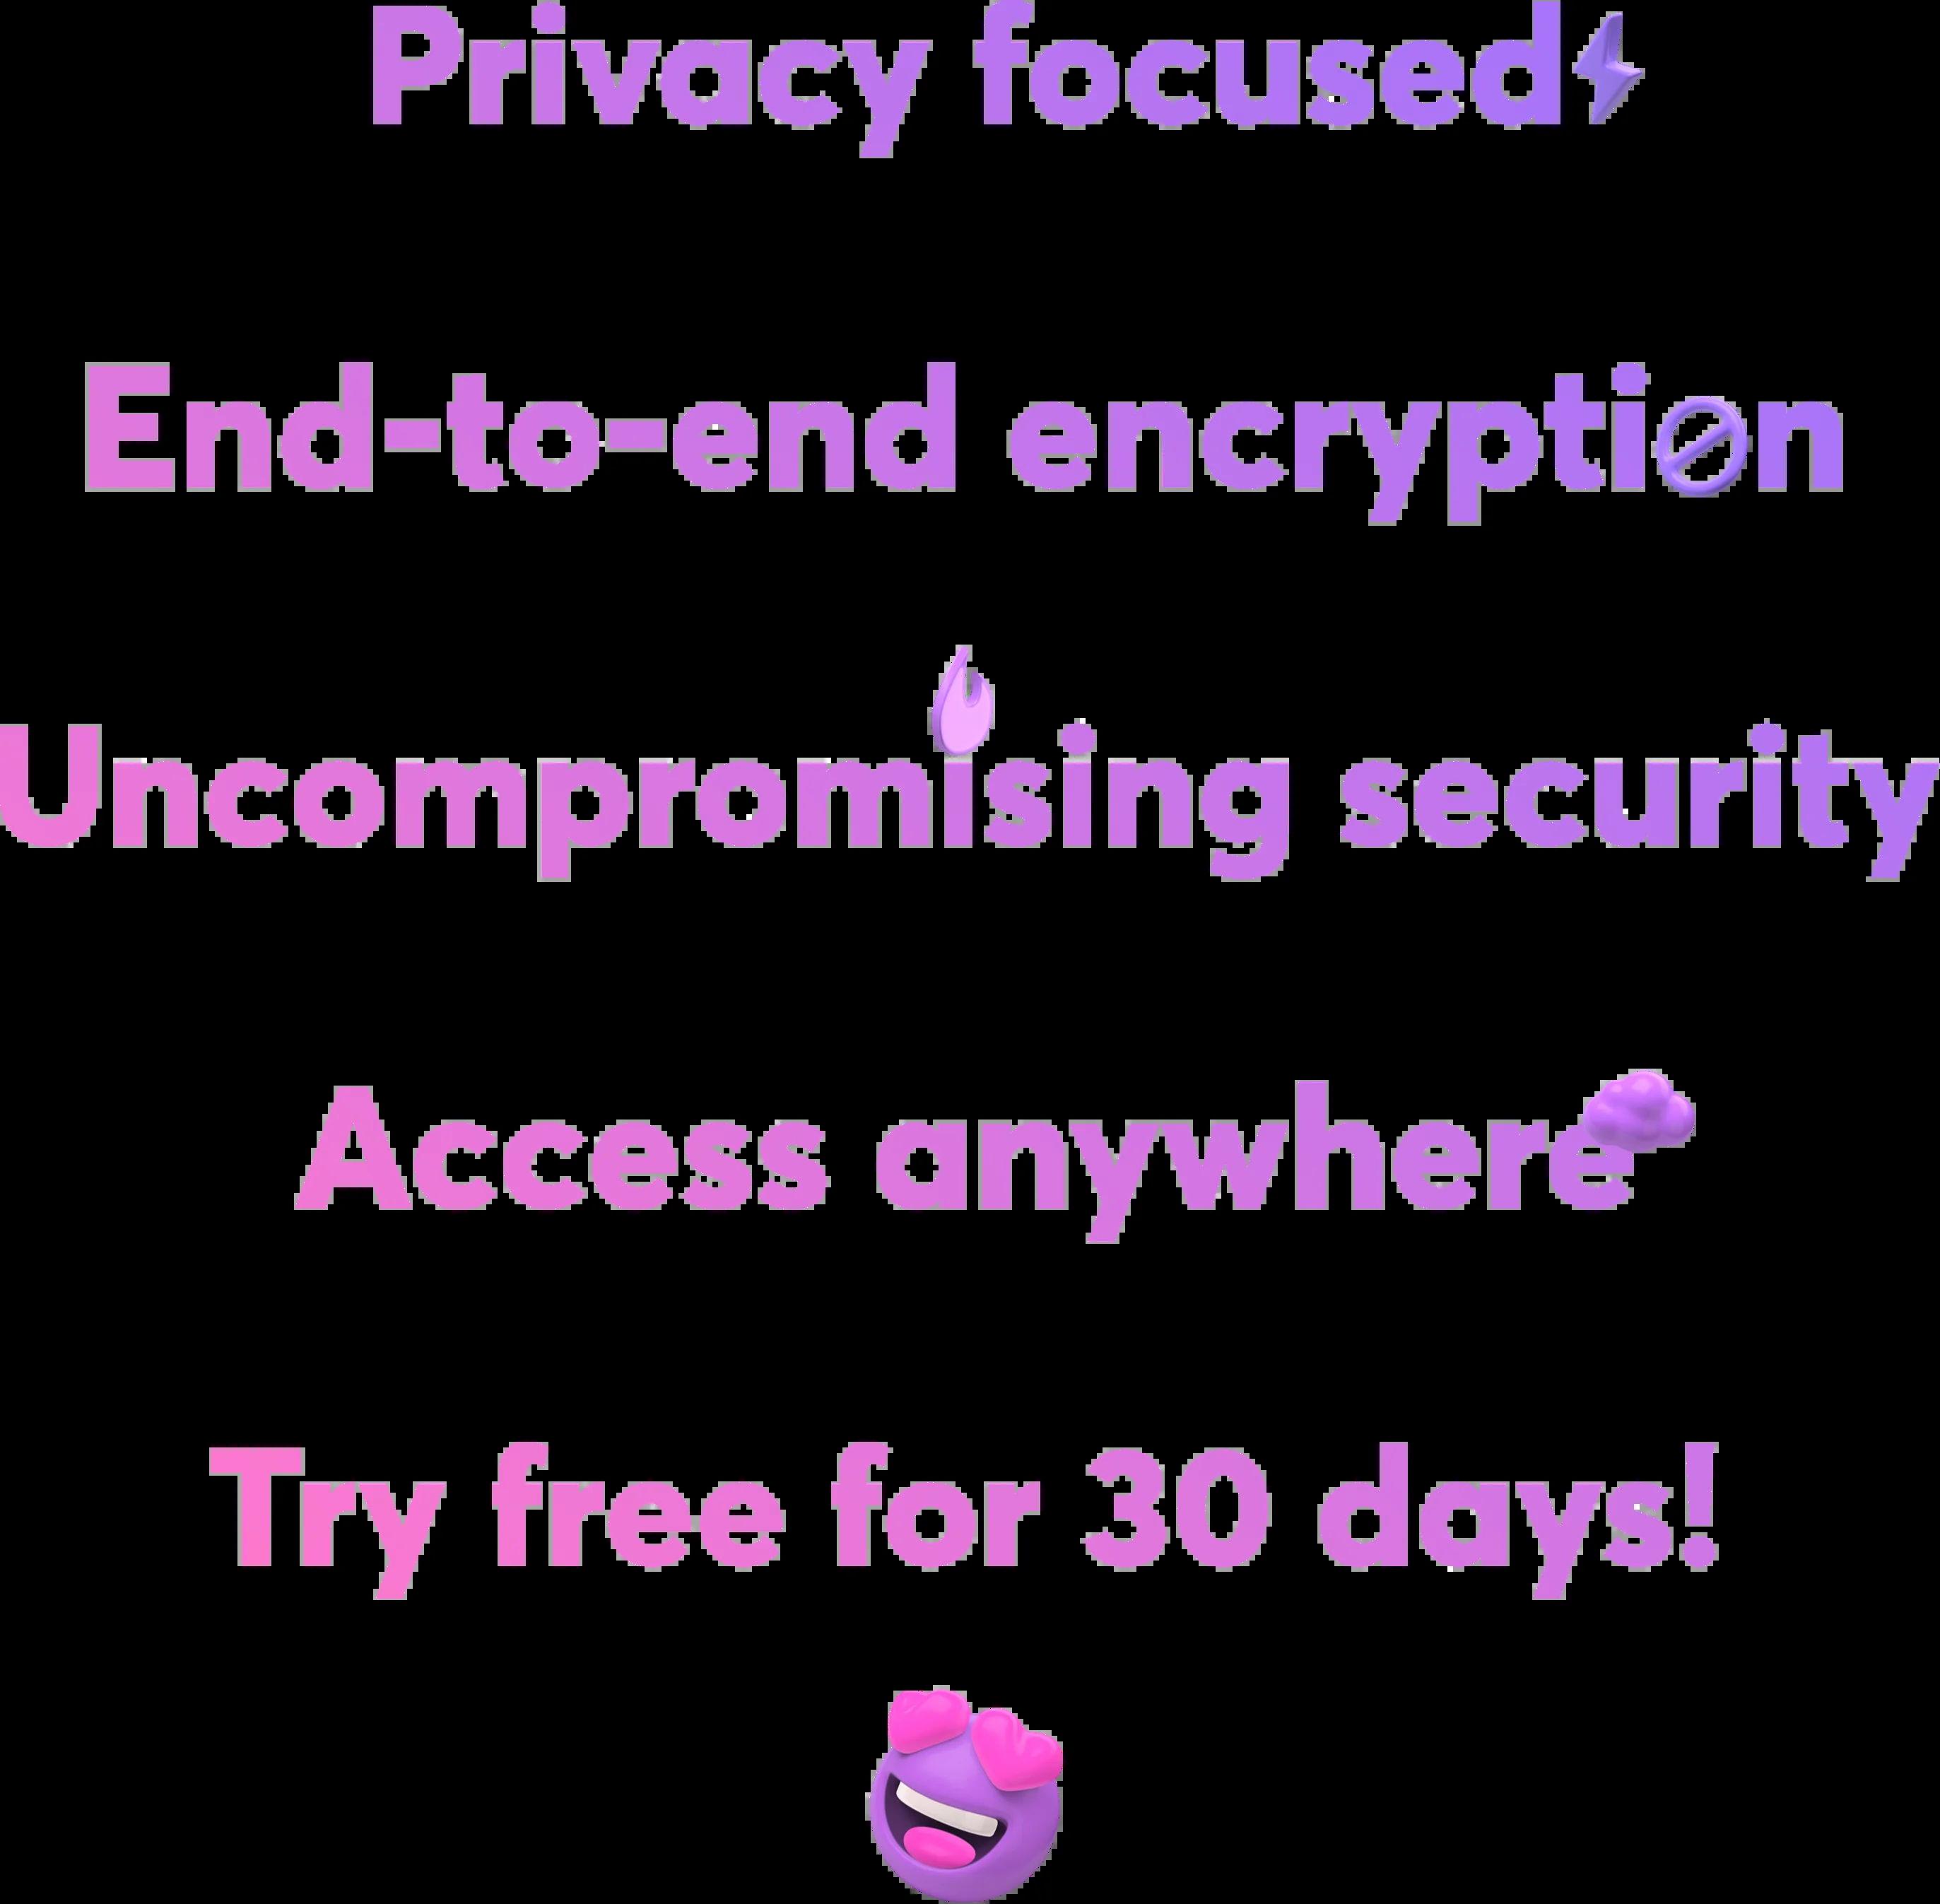 Privacy focused
End-to-end encryption
Uncompromising security
Access anywhere
Try free for 30 days!